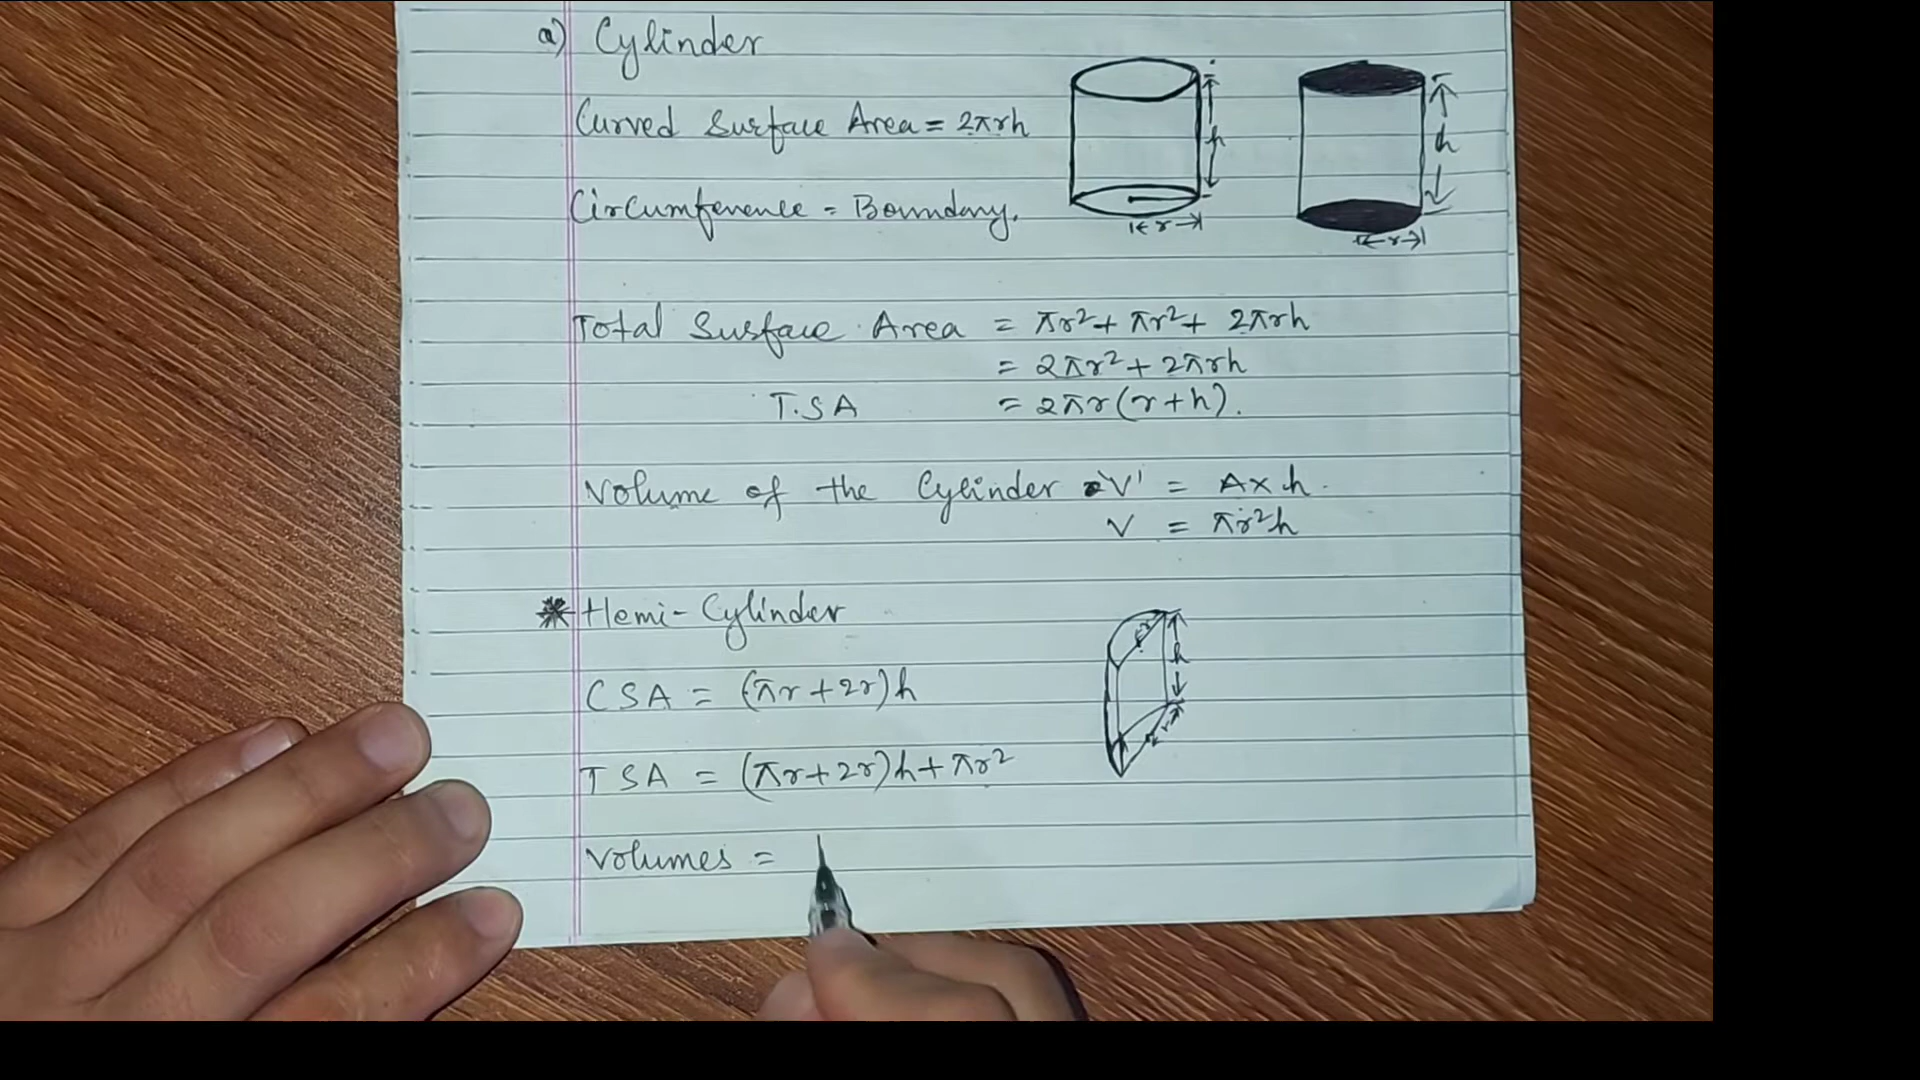 a) Cylinder
Curved Surface Area = 2πrh
h
h
Circumference = Boundary.
r
r
Total Surface Area = πr²+ πr²+ 2πrh
= 2πr²+ 2πrh
T.S A = 2πr(r+h).
Volume of the Cylinder 'V' = A x h.
V = πr²h
* Hemi-Cylinder
r
h
CSA = (πr+2r)h
r
TSA = (πr+2r)h+πr²
Volumes =